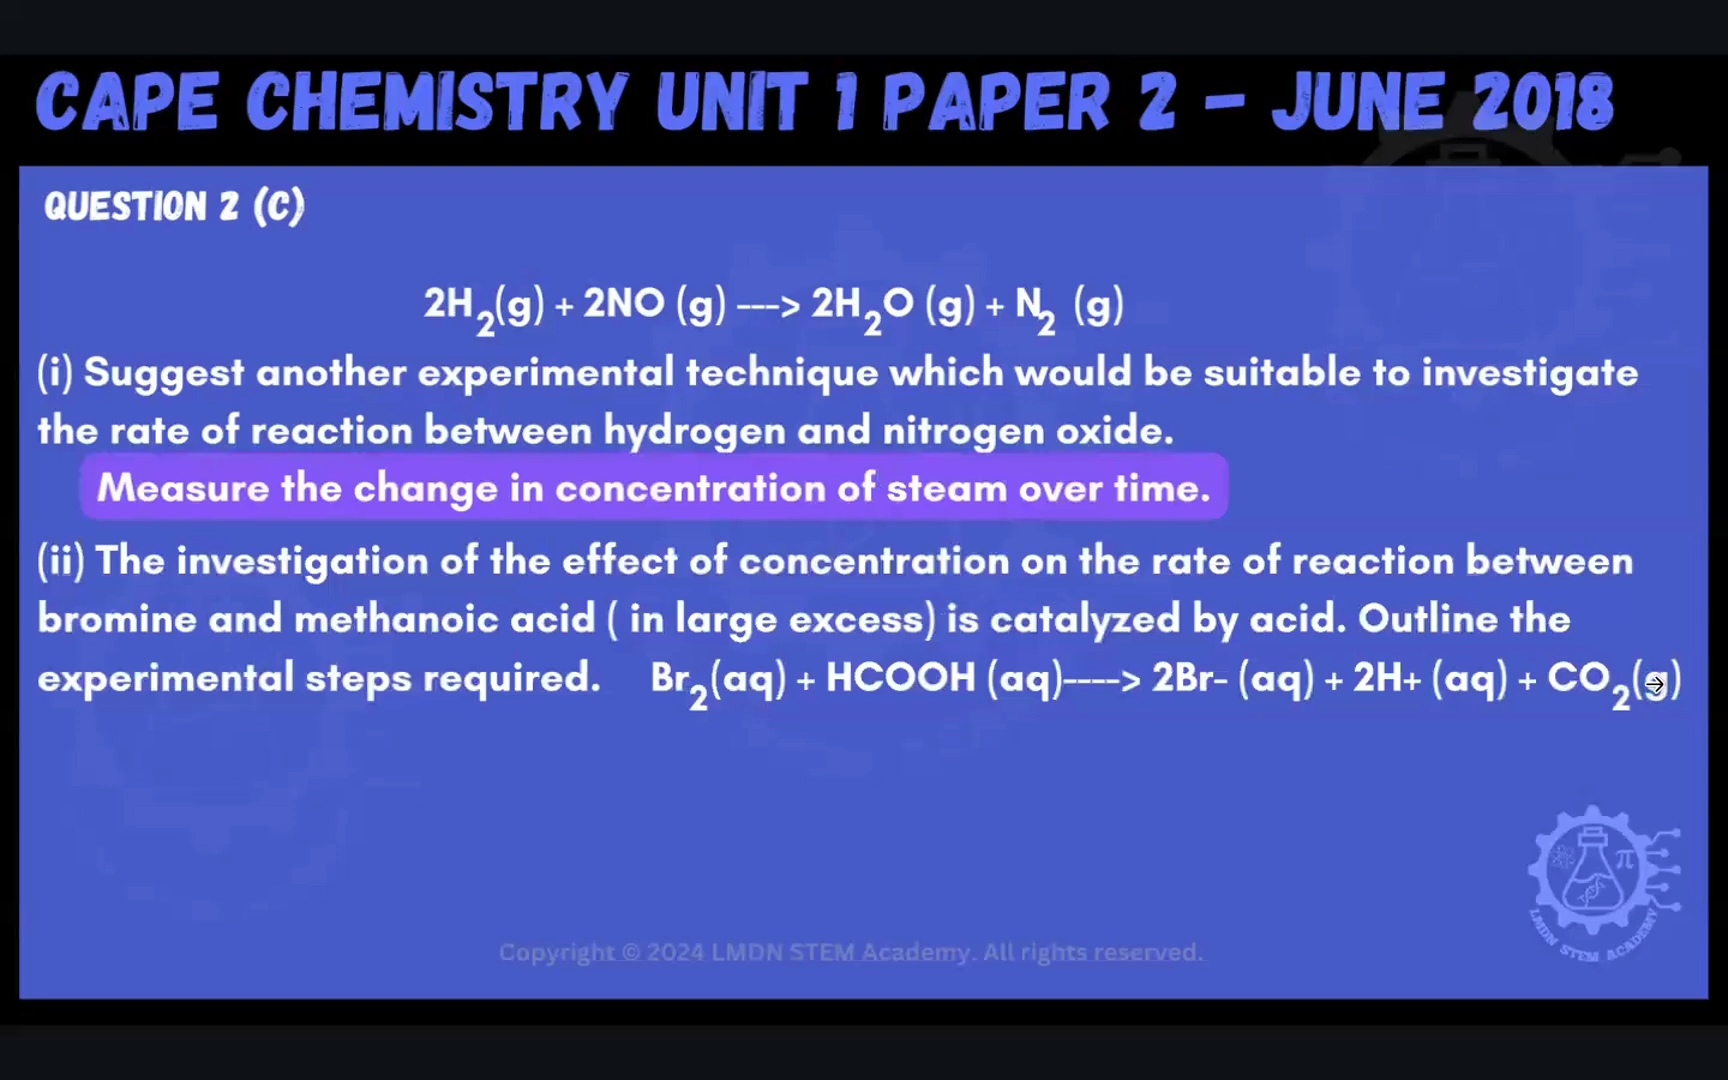 CAPE CHEMISTRY UNIT 1 PAPER 2 – JUNE 2018
QUESTION 2 (C)
2H₂(g) + 2NO (g) ---> 2H₂O (g) + N₂ (g)
(i) Suggest another experimental technique which would be suitable to investigate
the rate of reaction between hydrogen and nitrogen oxide.
Measure the change in concentration of steam over time.
(ii) The investigation of the effect of concentration on the rate of reaction between
bromine and methanoic acid ( in large excess) is catalyzed by acid. Outline the
experimental steps required. Br₂(aq) + HCOOH (aq)----> 2Br- (aq) + 2H+ (aq) + CO₂(g)
π
LMDN STEM ACADEMY
Copyright © 2024 LMDN STEM Academy. All rights reserved.